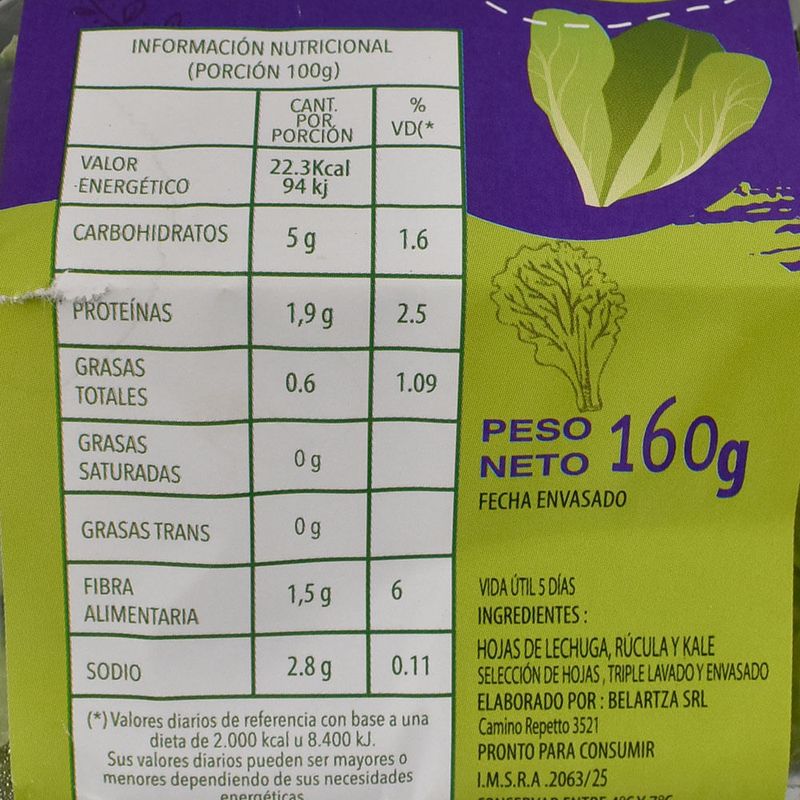 INFORMACIÓN NUTRICIONAL
(PORCIÓN 100g)
CANT.
POR
PORCIÓN
%
VD(*
VALOR
ENERGÉTICO
22.3Kcal
94 kj
CARBOHIDRATOS 5 g 1.6
PROTEÍNAS 1,9 g 2.5
GRASAS
TOTALES
0.6 1.09
GRASAS
SATURADAS
0 g
GRASAS TRANS 0 g
FIBRA
ALIMENTARIA
1,5 g 6
SODIO 2.8 g 0.11
(*) Valores diarios de referencia con base a una
dieta de 2.000 kcal u 8.400 kJ.
Sus valores diarios pueden ser mayores o
menores dependiendo de sus necesidades
energéticas
PESO
NETO
160g
FECHA ENVASADO
VIDA ÚTIL 5 DÍAS
INGREDIENTES :
HOJAS DE LECHUGA, RÚCULA Y KALE
SELECCIÓN DE HOJAS , TRIPLE LAVADO Y ENVASADO
ELABORADO POR : BELARTZA SRL
Camino Repetto 3521
PRONTO PARA CONSUMIR
I.M.S.R.A .2063/25
CONSERVAR ENTRE 4ºC Y 7ºC